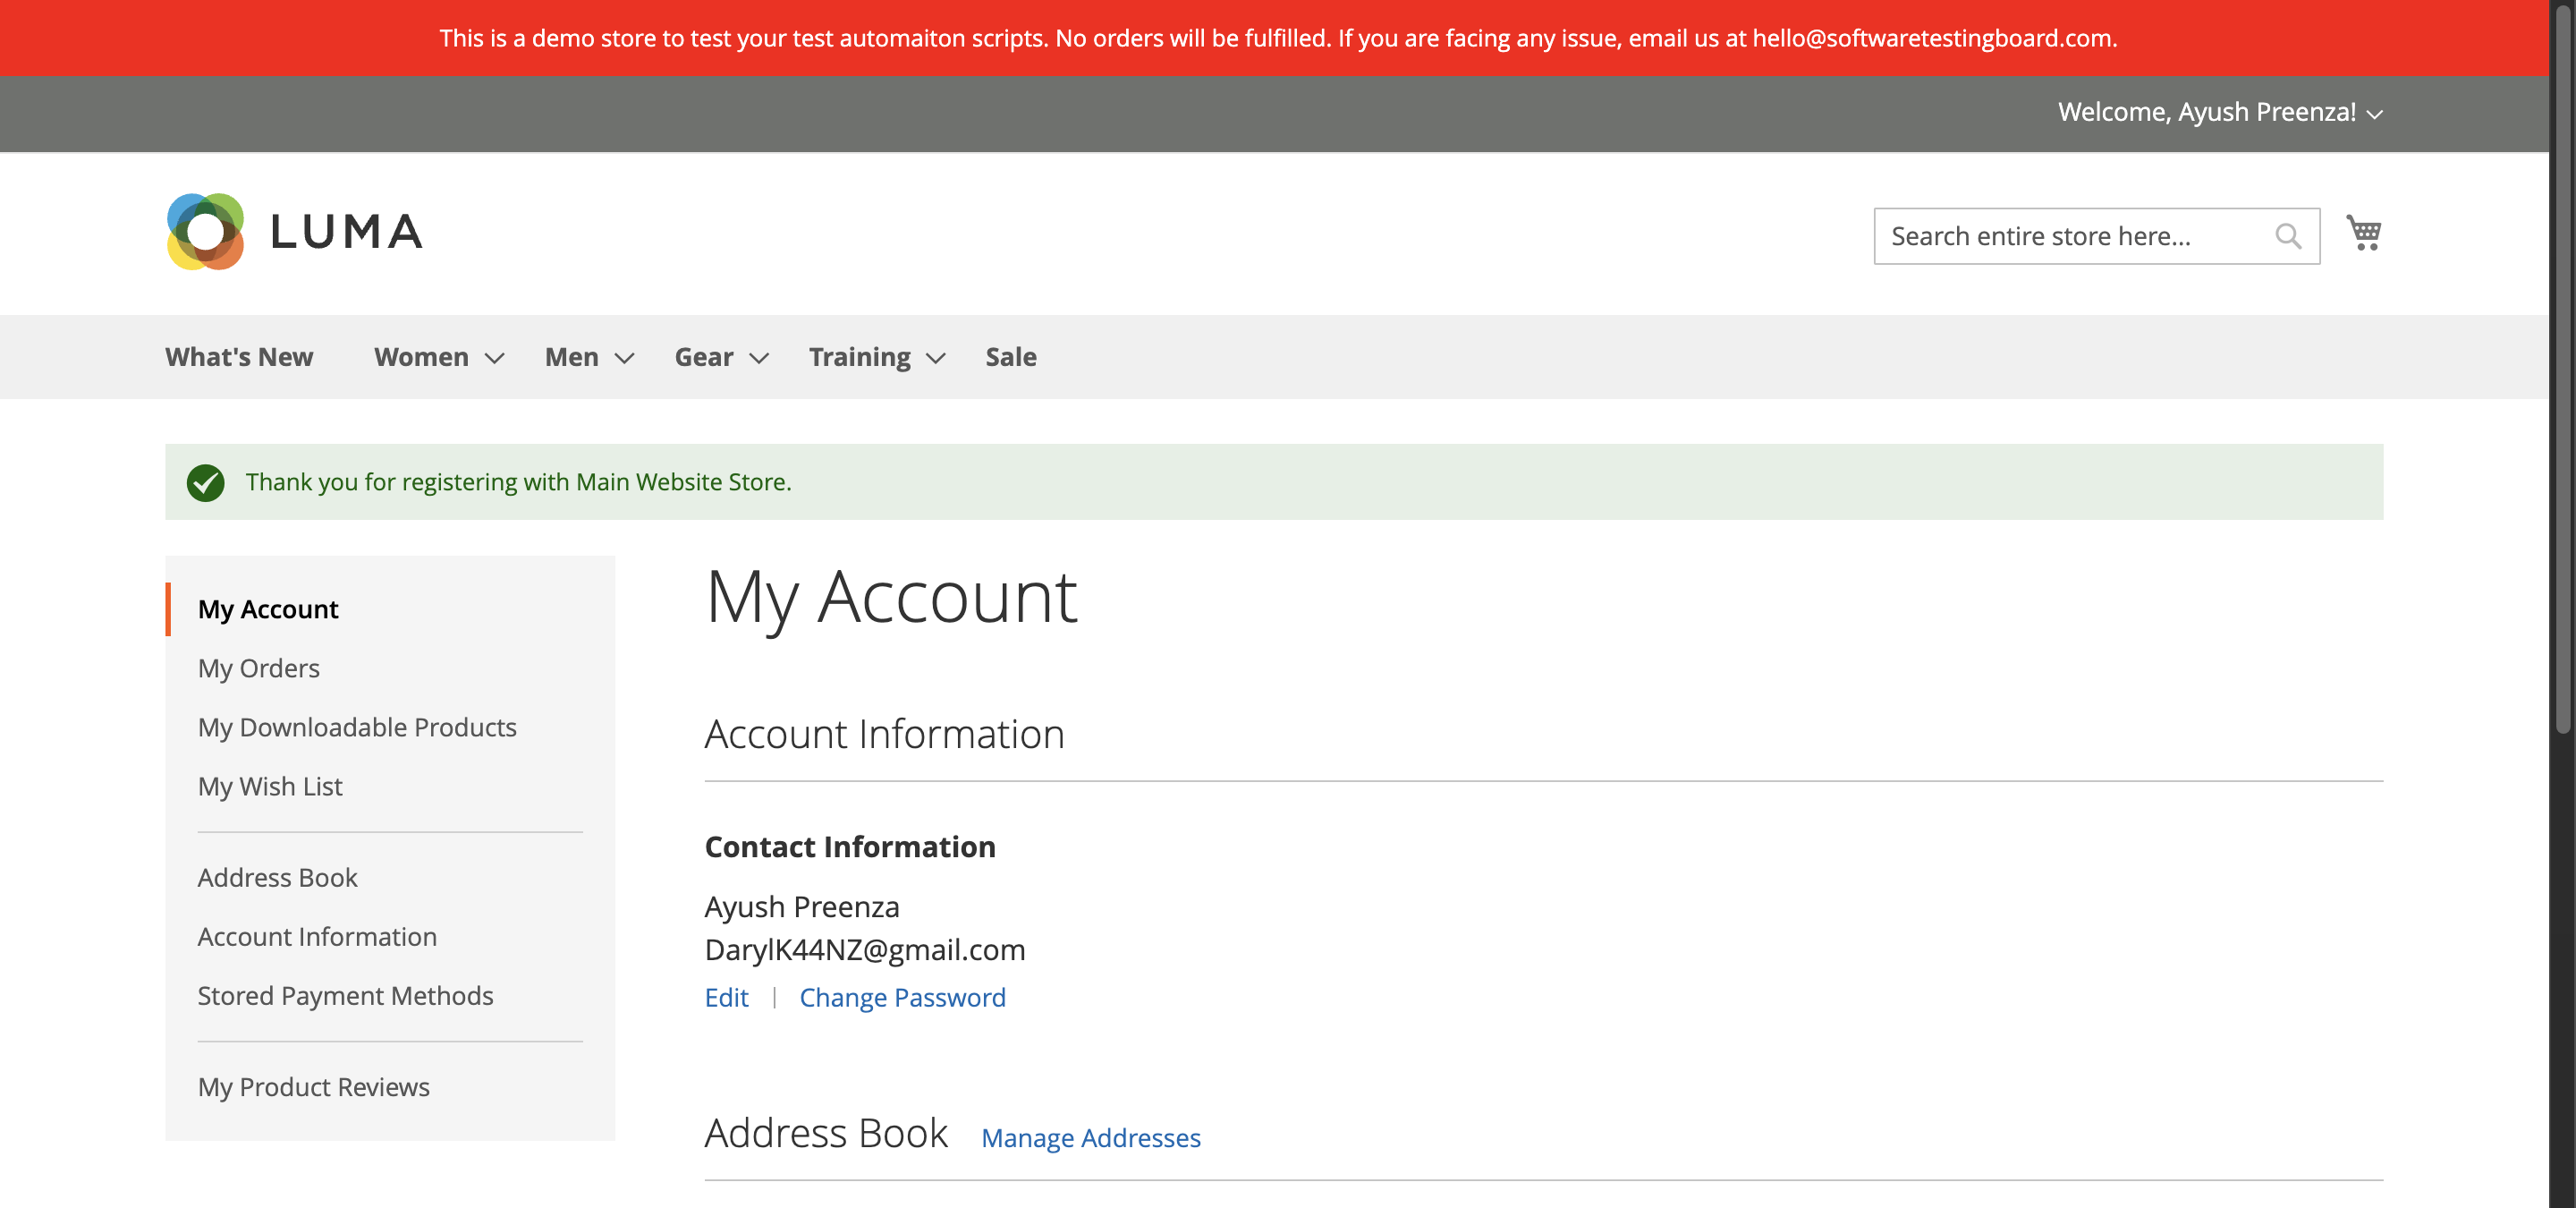 This is a demo store to test your test automaiton scripts. No orders will be fulfilled. If you are facing any issue, email us at hello@softwaretestingboard.com.
Welcome, Ayush Preenza!
LUMA
Search entire store here...
What's New Women Men Gear Training Sale
Thank you for registering with Main Website Store.
My Account
My Orders
My Downloadable Products
My Wish List
Address Book
Account Information
Stored Payment Methods
My Product Reviews
My Account
Account Information
Contact Information
Ayush Preenza
DarylK44NZ@gmail.com
Edit | Change Password
Address Book Manage Addresses